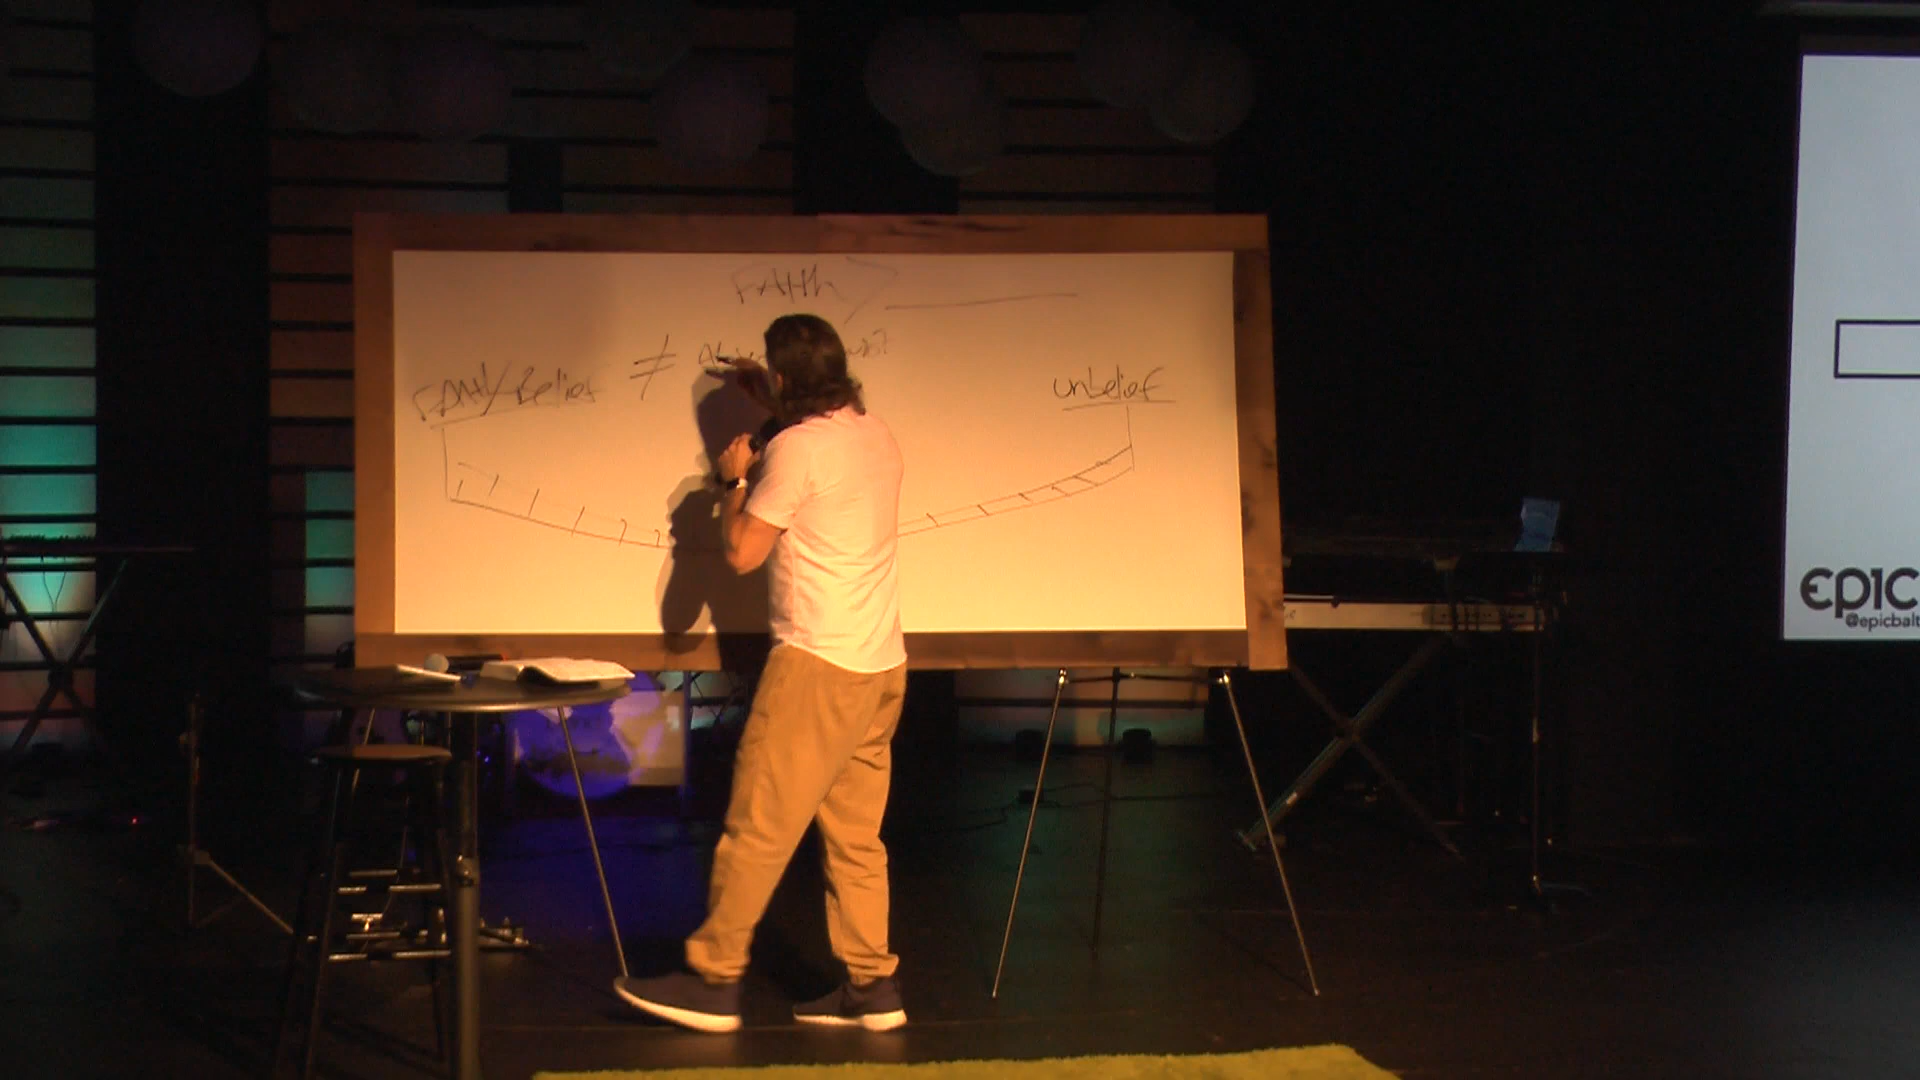 FAith >
≠
FAith/Belief
unbelief
epic
@epicbalt